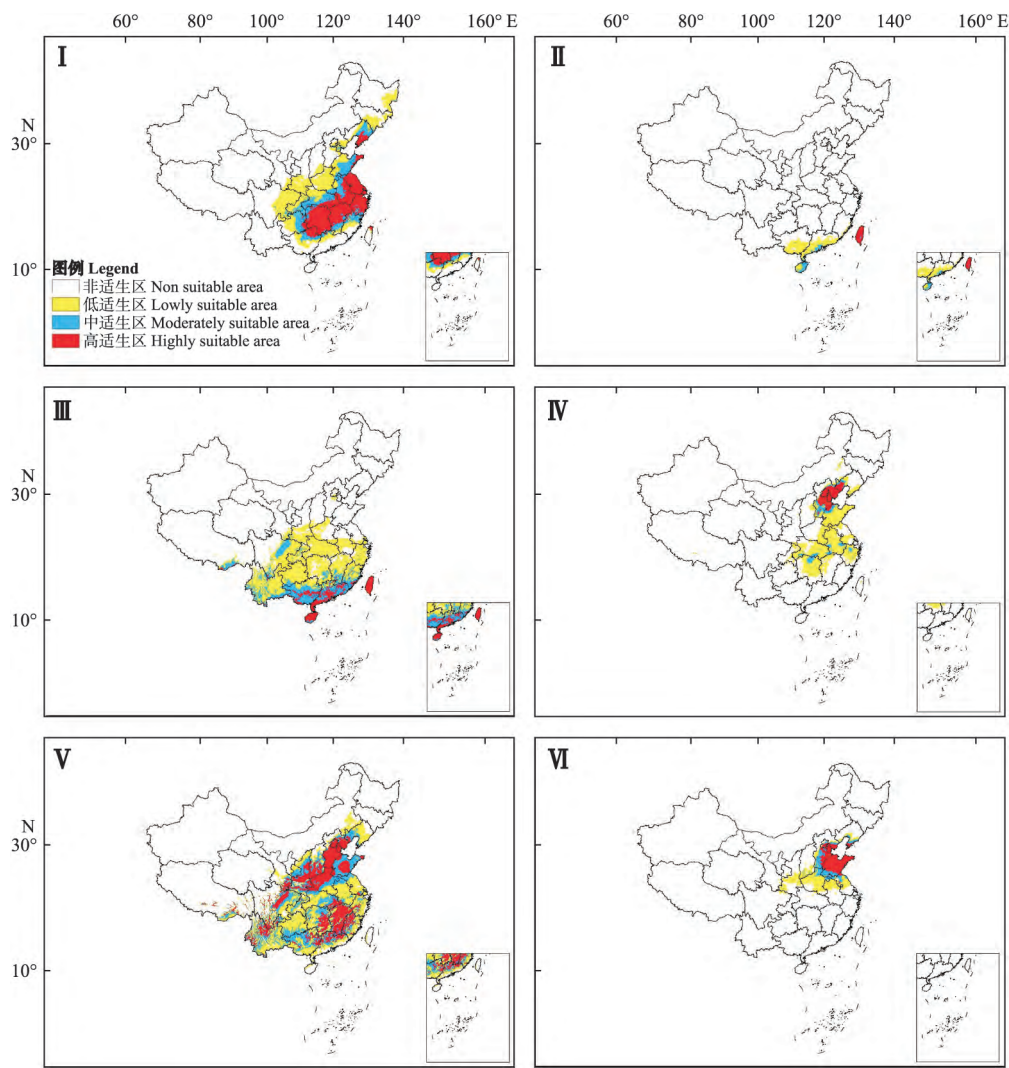 60° 80° 100° 120° 140° 160° E 60° 80° 100° 120° 140° 160° E
Ⅰ Ⅱ
N
30°
10°
图例 Legend
非适生区 Non suitable area
低适生区 Lowly suitable area
中适生区 Moderately suitable area
高适生区 Highly suitable area
Ⅲ Ⅳ
N
30°
10°
Ⅴ Ⅵ
N
30°
10°